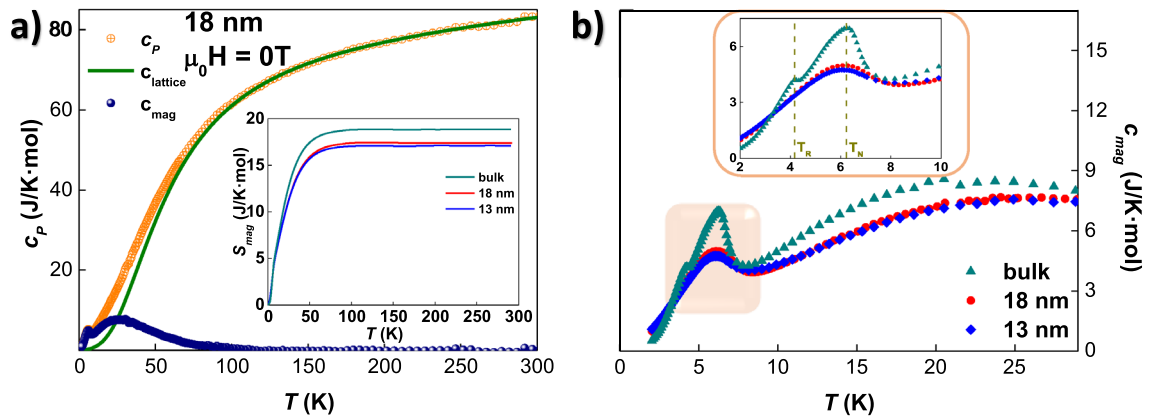 a)
18 nm
μ0H = 0T
cP
clattice
cmag
80
60
40
20
cP (J/K·mol)
0
50
100
150
200
250
300
T (K)
20
15
10
5
0
Smag (J/K·mol)
bulk
18 nm
13 nm
0
50
100
150
200
250
300
T (K)
b)
6
3
0
TR
TN
2
4
6
8
10
15
12
9
6
3
0
cmag (J/K·mol)
bulk
18 nm
13 nm
0
5
10
15
20
25
T (K)